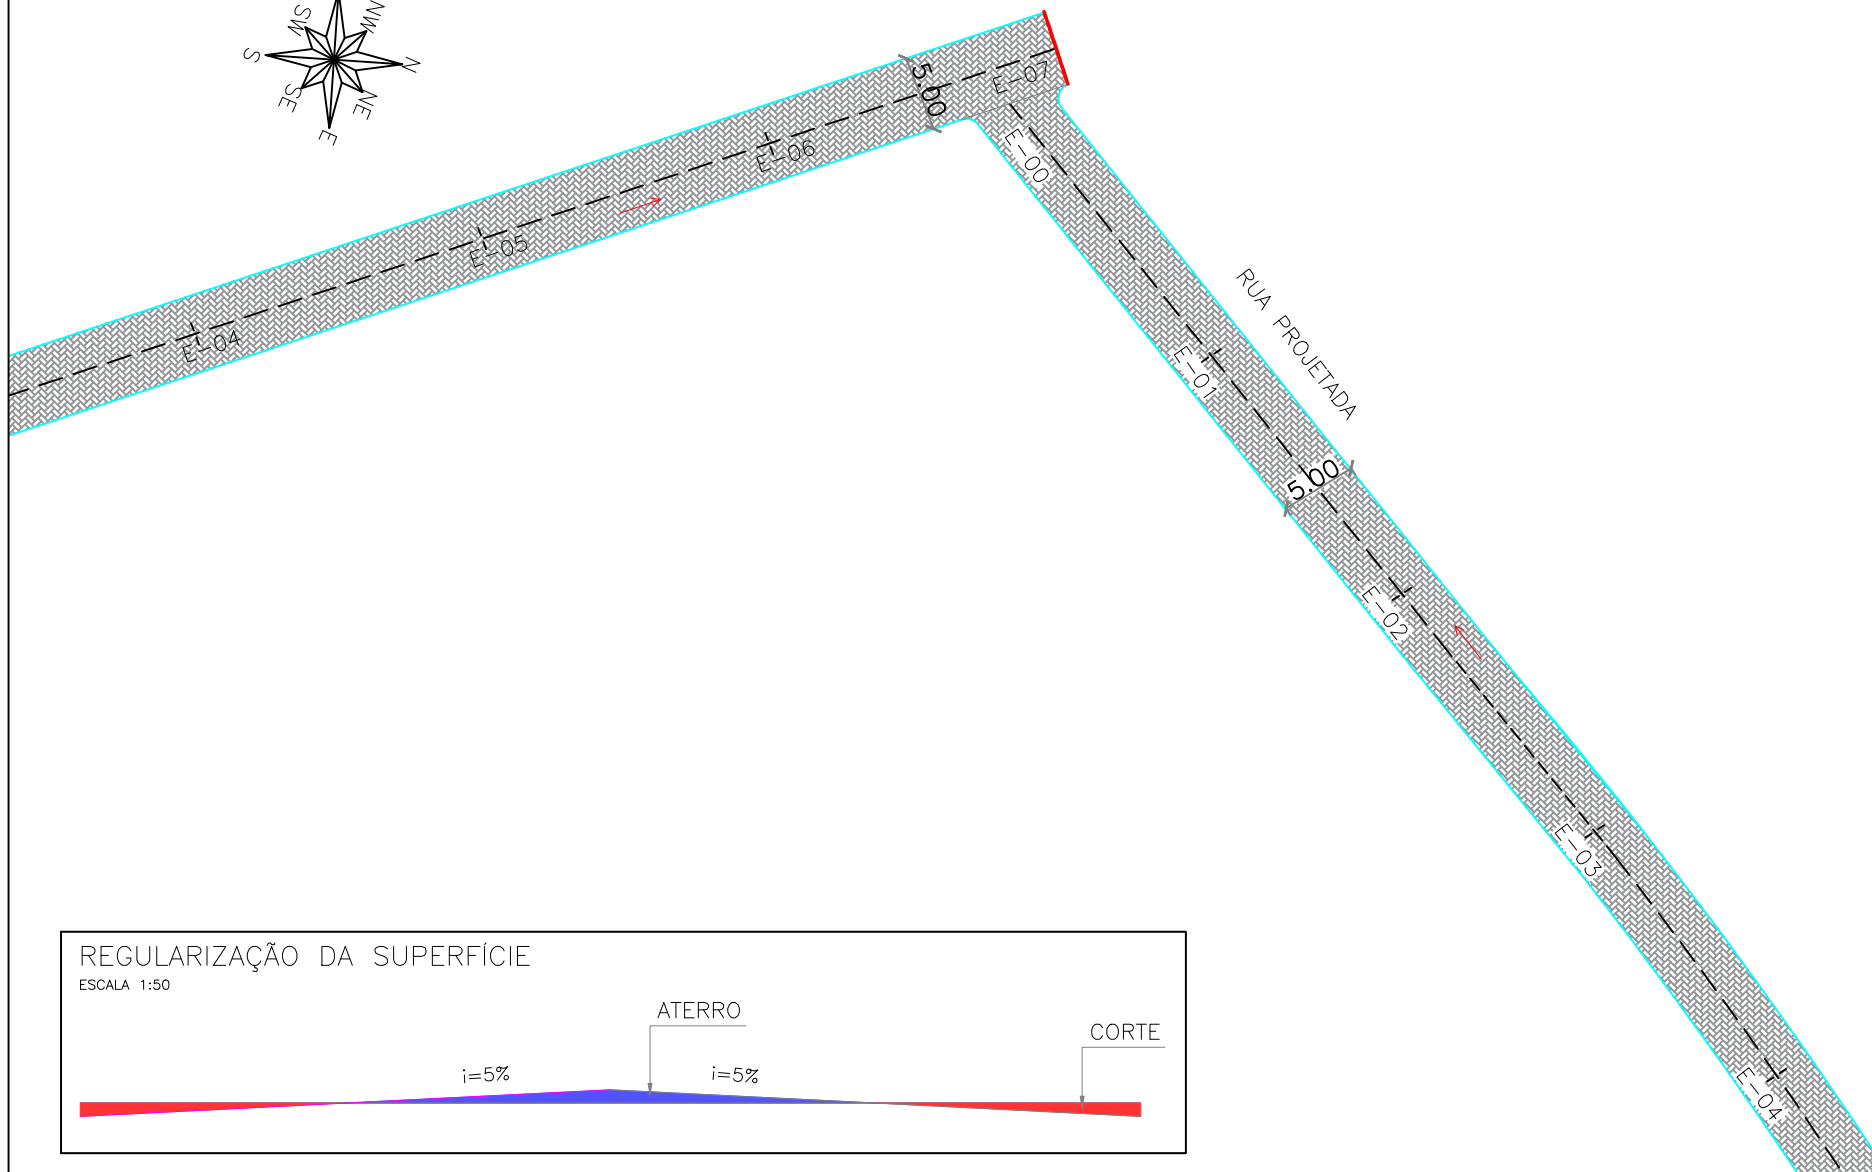 SW
NW
S
N
SE
NE
E
5.00
E-07
E-00
E-06
E-05
E-04
RUA PROJETADA
E-01
5.00
E-02
E-03
E-04
REGULARIZAÇÃO DA SUPERFÍCIE
ESCALA 1:50
ATERRO
CORTE
i=5%
i=5%